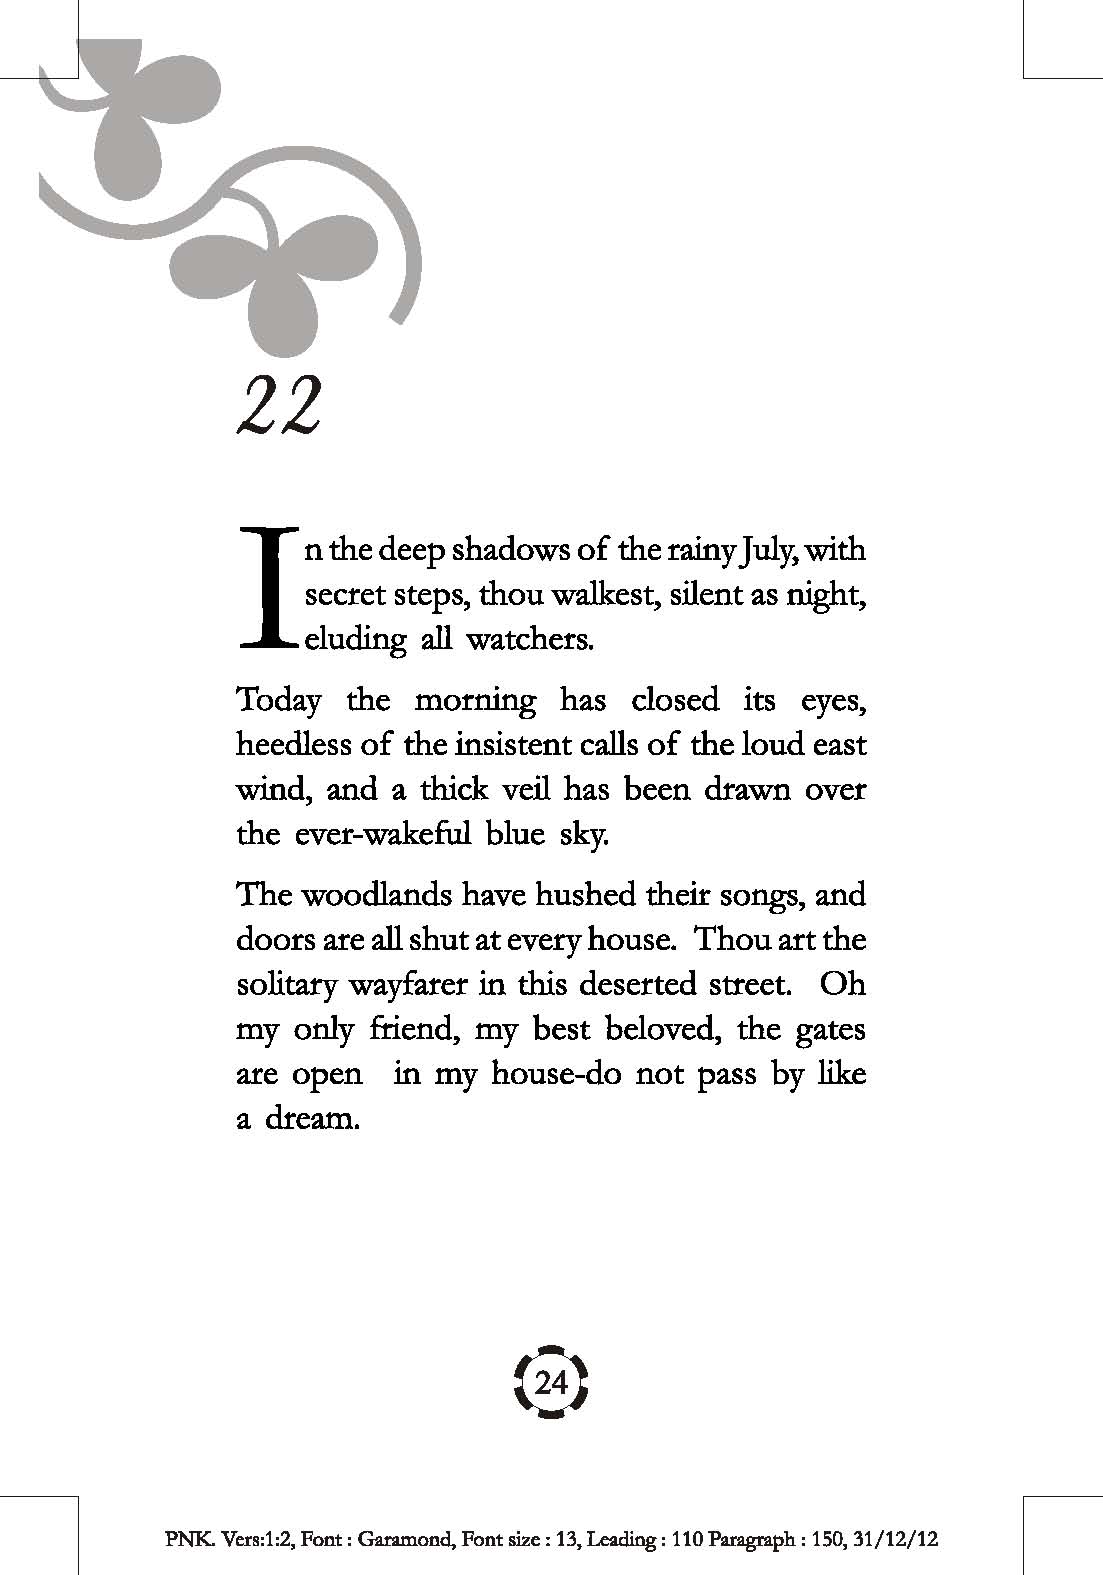 22
In the deep shadows of the rainy July, with
secret steps, thou walkest, silent as night,
eluding all watchers.
Today the morning has closed its eyes,
heedless of the insistent calls of the loud east
wind, and a thick veil has been drawn over
the ever-wakeful blue sky.
The woodlands have hushed their songs, and
doors are all shut at every house. Thou art the
solitary wayfarer in this deserted street. Oh
my only friend, my best beloved, the gates
are open in my house-do not pass by like
a dream.
24
PNK. Vers:1:2, Font : Garamond, Font size : 13, Leading : 110 Paragraph : 150, 31/12/12